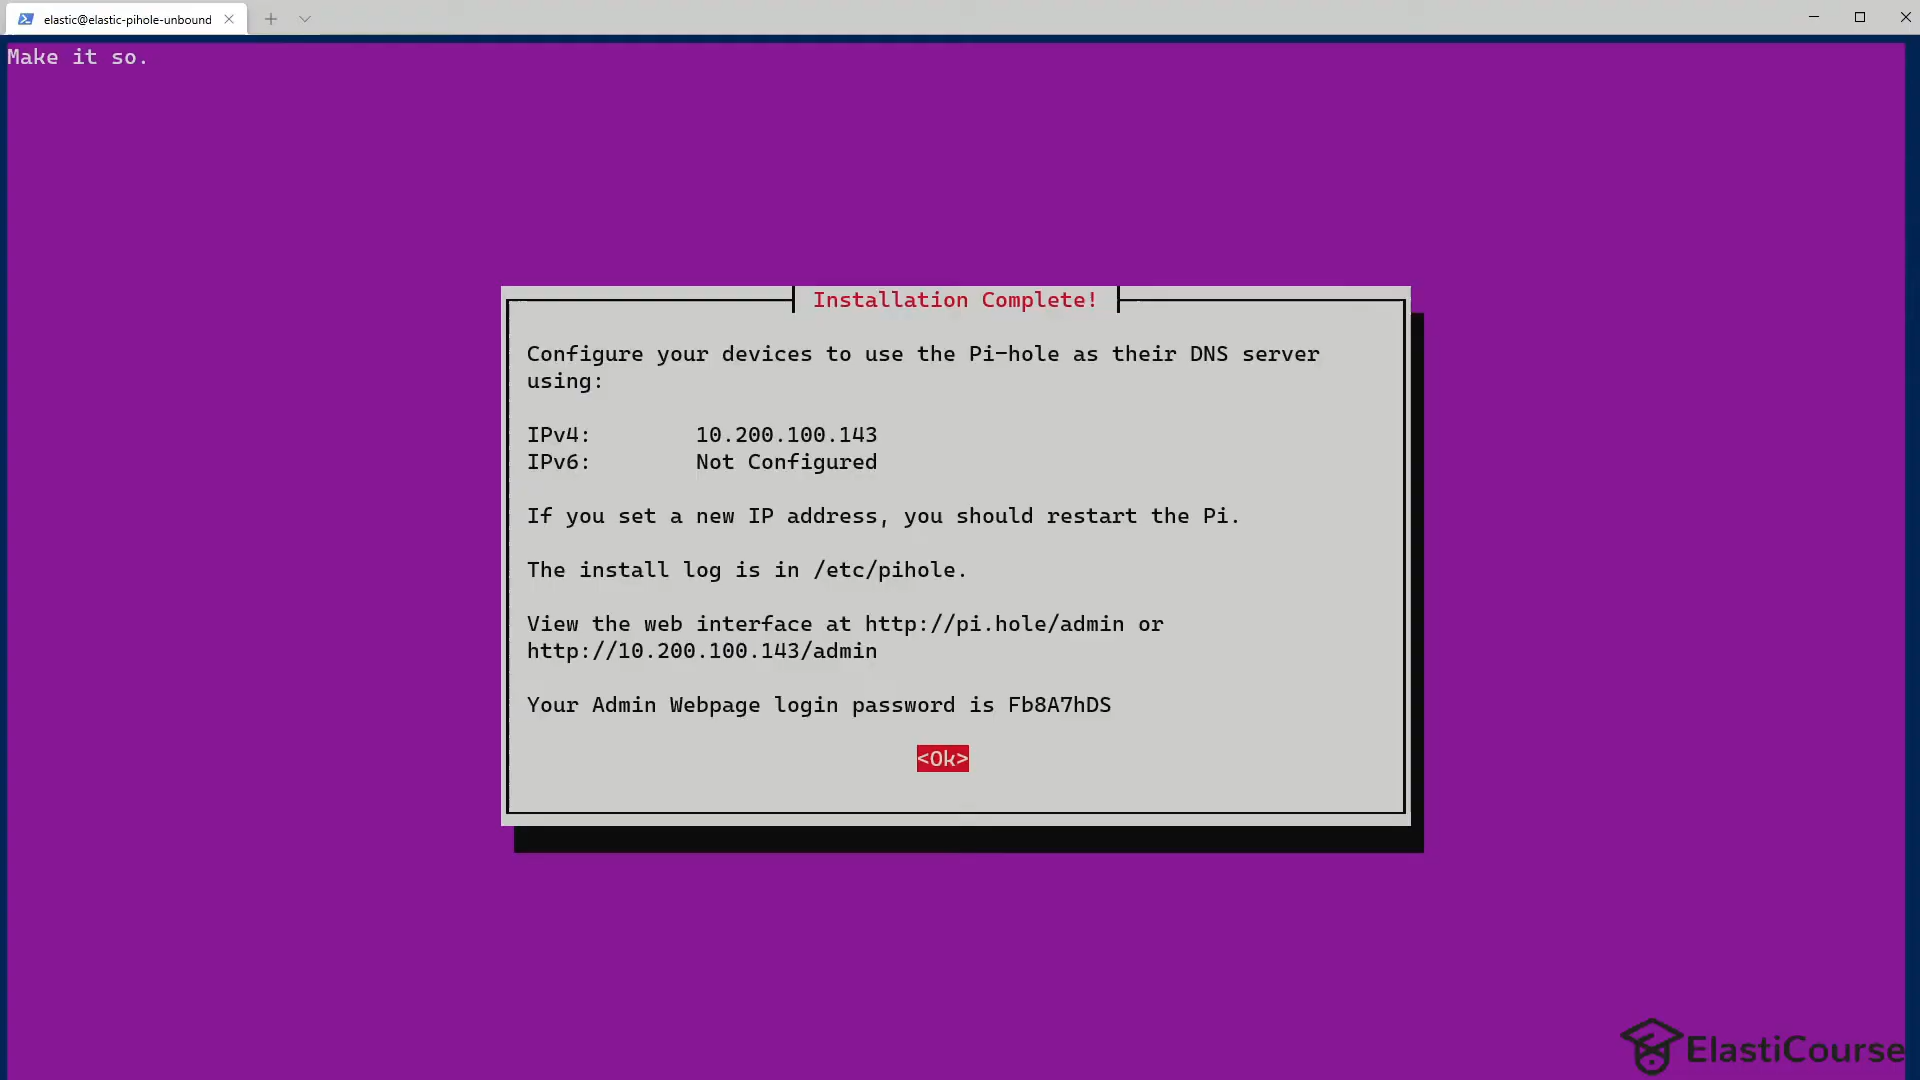 elastic@elastic-pihole-unbound
Make it so.
Installation Complete!
Configure your devices to use the Pi-hole as their DNS server
using:
IPv4: 10.200.100.143
IPv6: Not Configured
If you set a new IP address, you should restart the Pi.
The install log is in /etc/pihole.
View the web interface at http://pi.hole/admin or
http://10.200.100.143/admin
Your Admin Webpage login password is Fb8A7hDS
<Ok>
ElastiCourse